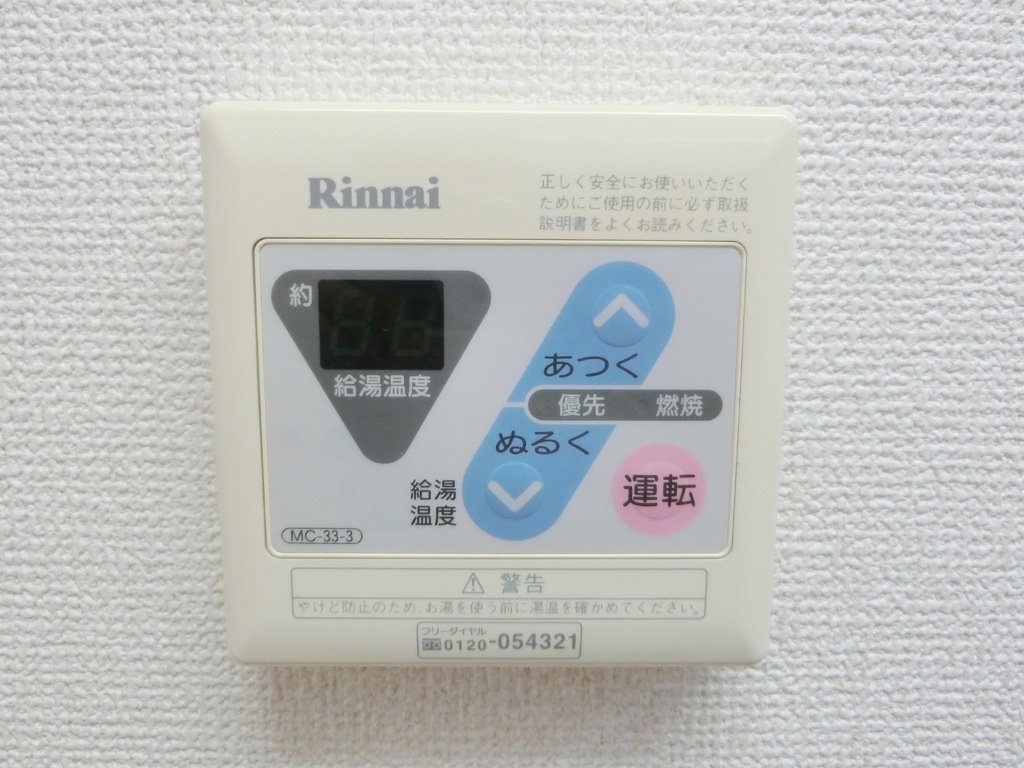 Rinnai
正しく安全にお使いいただく
ためにご使用の前に必ず取扱
説明書をよくお読みください。
約
給湯温度
あつく
優先 燃焼
ぬるく
給湯
温度
運転
MC-33-3
⚠ 警告
やけど防止のため、お湯を使う前に湯温を確かめてください。
フリーダイヤル
0120-054321